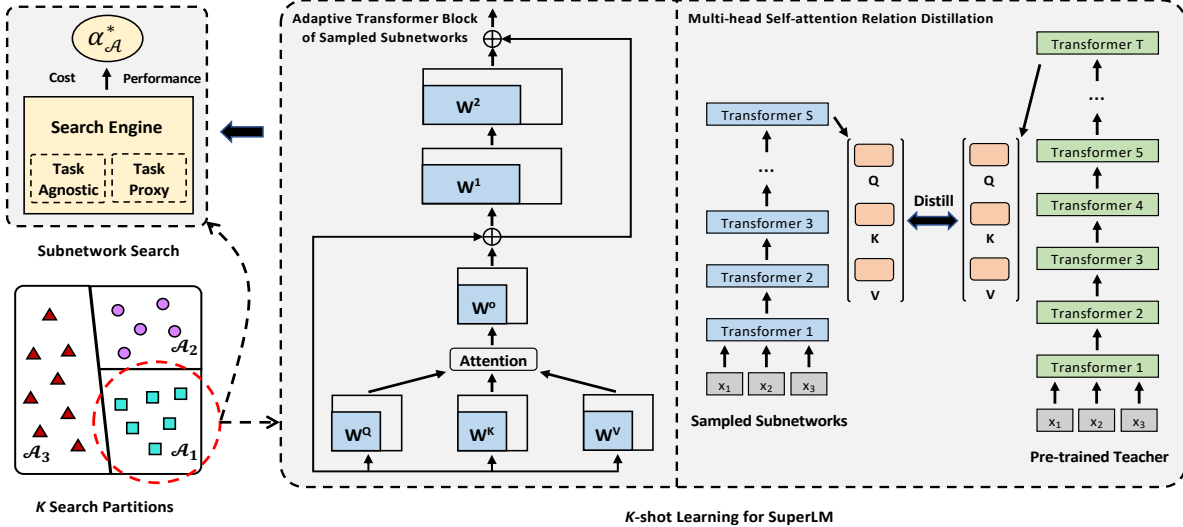 α*𝒜
Cost
Performance
Search Engine
Task
Agnostic
Task
Proxy
Subnetwork Search
𝒜₂
𝒜₃
𝒜₁
K Search Partitions
Adaptive Transformer Block
of Sampled Subnetworks
W²
W¹
Wᵒ
Attention
W^Q
W^K
W^V
Multi-head Self-attention Relation Distillation
Transformer S
...
Transformer 3
Transformer 2
Transformer 1
x₁
x₂
x₃
Sampled Subnetworks
Q
K
V
Distill
Q
K
V
Transformer T
...
Transformer 5
Transformer 4
Transformer 3
Transformer 2
Transformer 1
x₁
x₂
x₃
Pre-trained Teacher
K-shot Learning for SuperLM